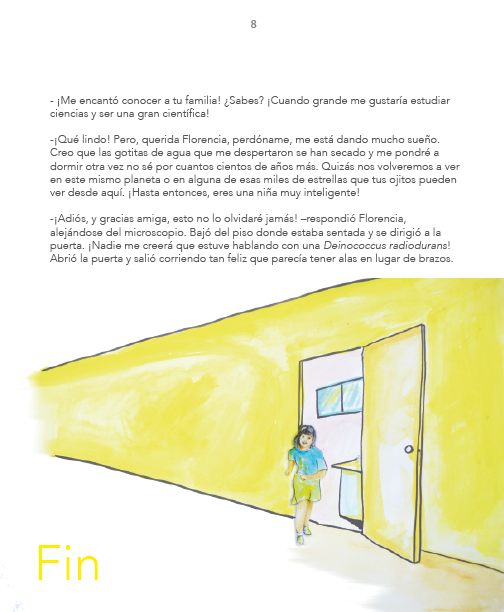 8
- ¡Me encantó conocer a tu familia! ¿Sabes? ¡Cuando grande me gustaría estudiar
ciencias y ser una gran científica!
-¡Qué lindo! Pero, querida Florencia, perdóname, me está dando mucho sueño.
Creo que las gotitas de agua que me despertaron se han secado y me pondré a
dormir otra vez no sé por cuantos cientos de años más. Quizás nos volveremos a ver
en este mismo planeta o en alguna de esas miles de estrellas que tus ojitos pueden
ver desde aquí. ¡Hasta entonces, eres una niña muy inteligente!
-¡Adiós, y gracias amiga, esto no lo olvidaré jamás! –respondió Florencia,
alejándose del microscopio. Bajó del piso donde estaba sentada y se dirigió a la
puerta. ¡Nadie me creerá que estuve hablando con una Deinococcus radiodurans!
Abrió la puerta y salió corriendo tan feliz que parecía tener alas en lugar de brazos.
Fin